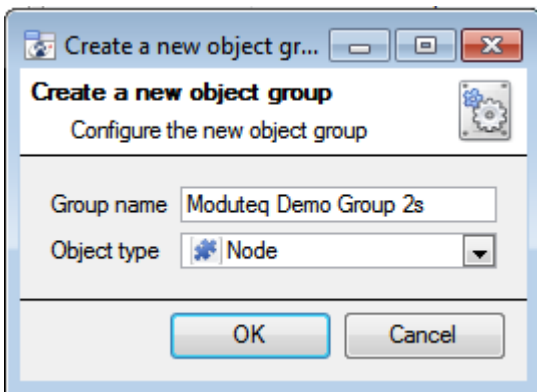 Create a new object gr...
Create a new object group
Configure the new object group
Group name Moduteq Demo Group 2s
Object type Node
OK Cancel